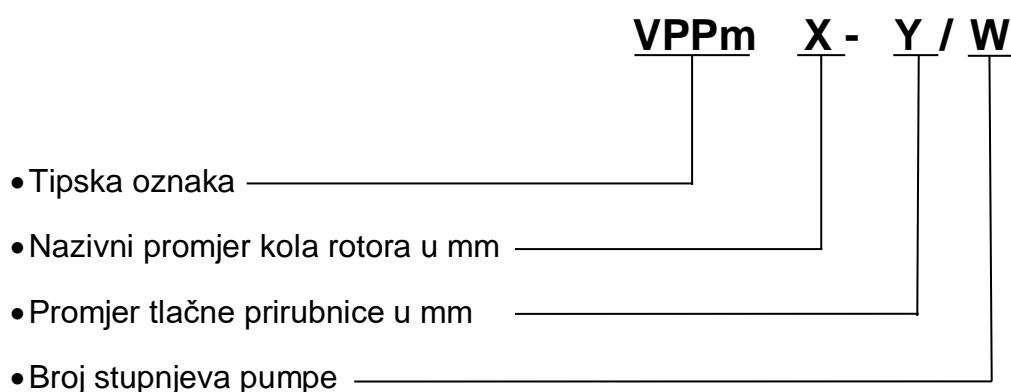 VPPm X - Y / W
• Tipska oznaka
• Nazivni promjer kola rotora u mm
• Promjer tlačne prirubnice u mm
• Broj stupnjeva pumpe